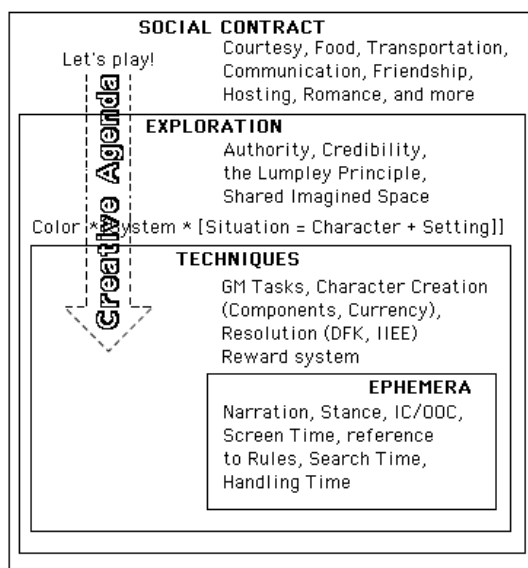 SOCIAL CONTRACT
Courtesy, Food, Transportation,
Communication, Friendship,
Hosting, Romance, and more
Let's play!
Creative Agenda
EXPLORATION
Authority, Credibility,
the Lumpley Principle,
Shared Imagined Space
Color * System * [Situation = Character + Setting]]
TECHNIQUES
GM Tasks, Character Creation
(Components, Currency),
Resolution (DFK, IIEE)
Reward system
EPHEMERA
Narration, Stance, IC/OOC,
Screen Time, reference
to Rules, Search Time,
Handling Time